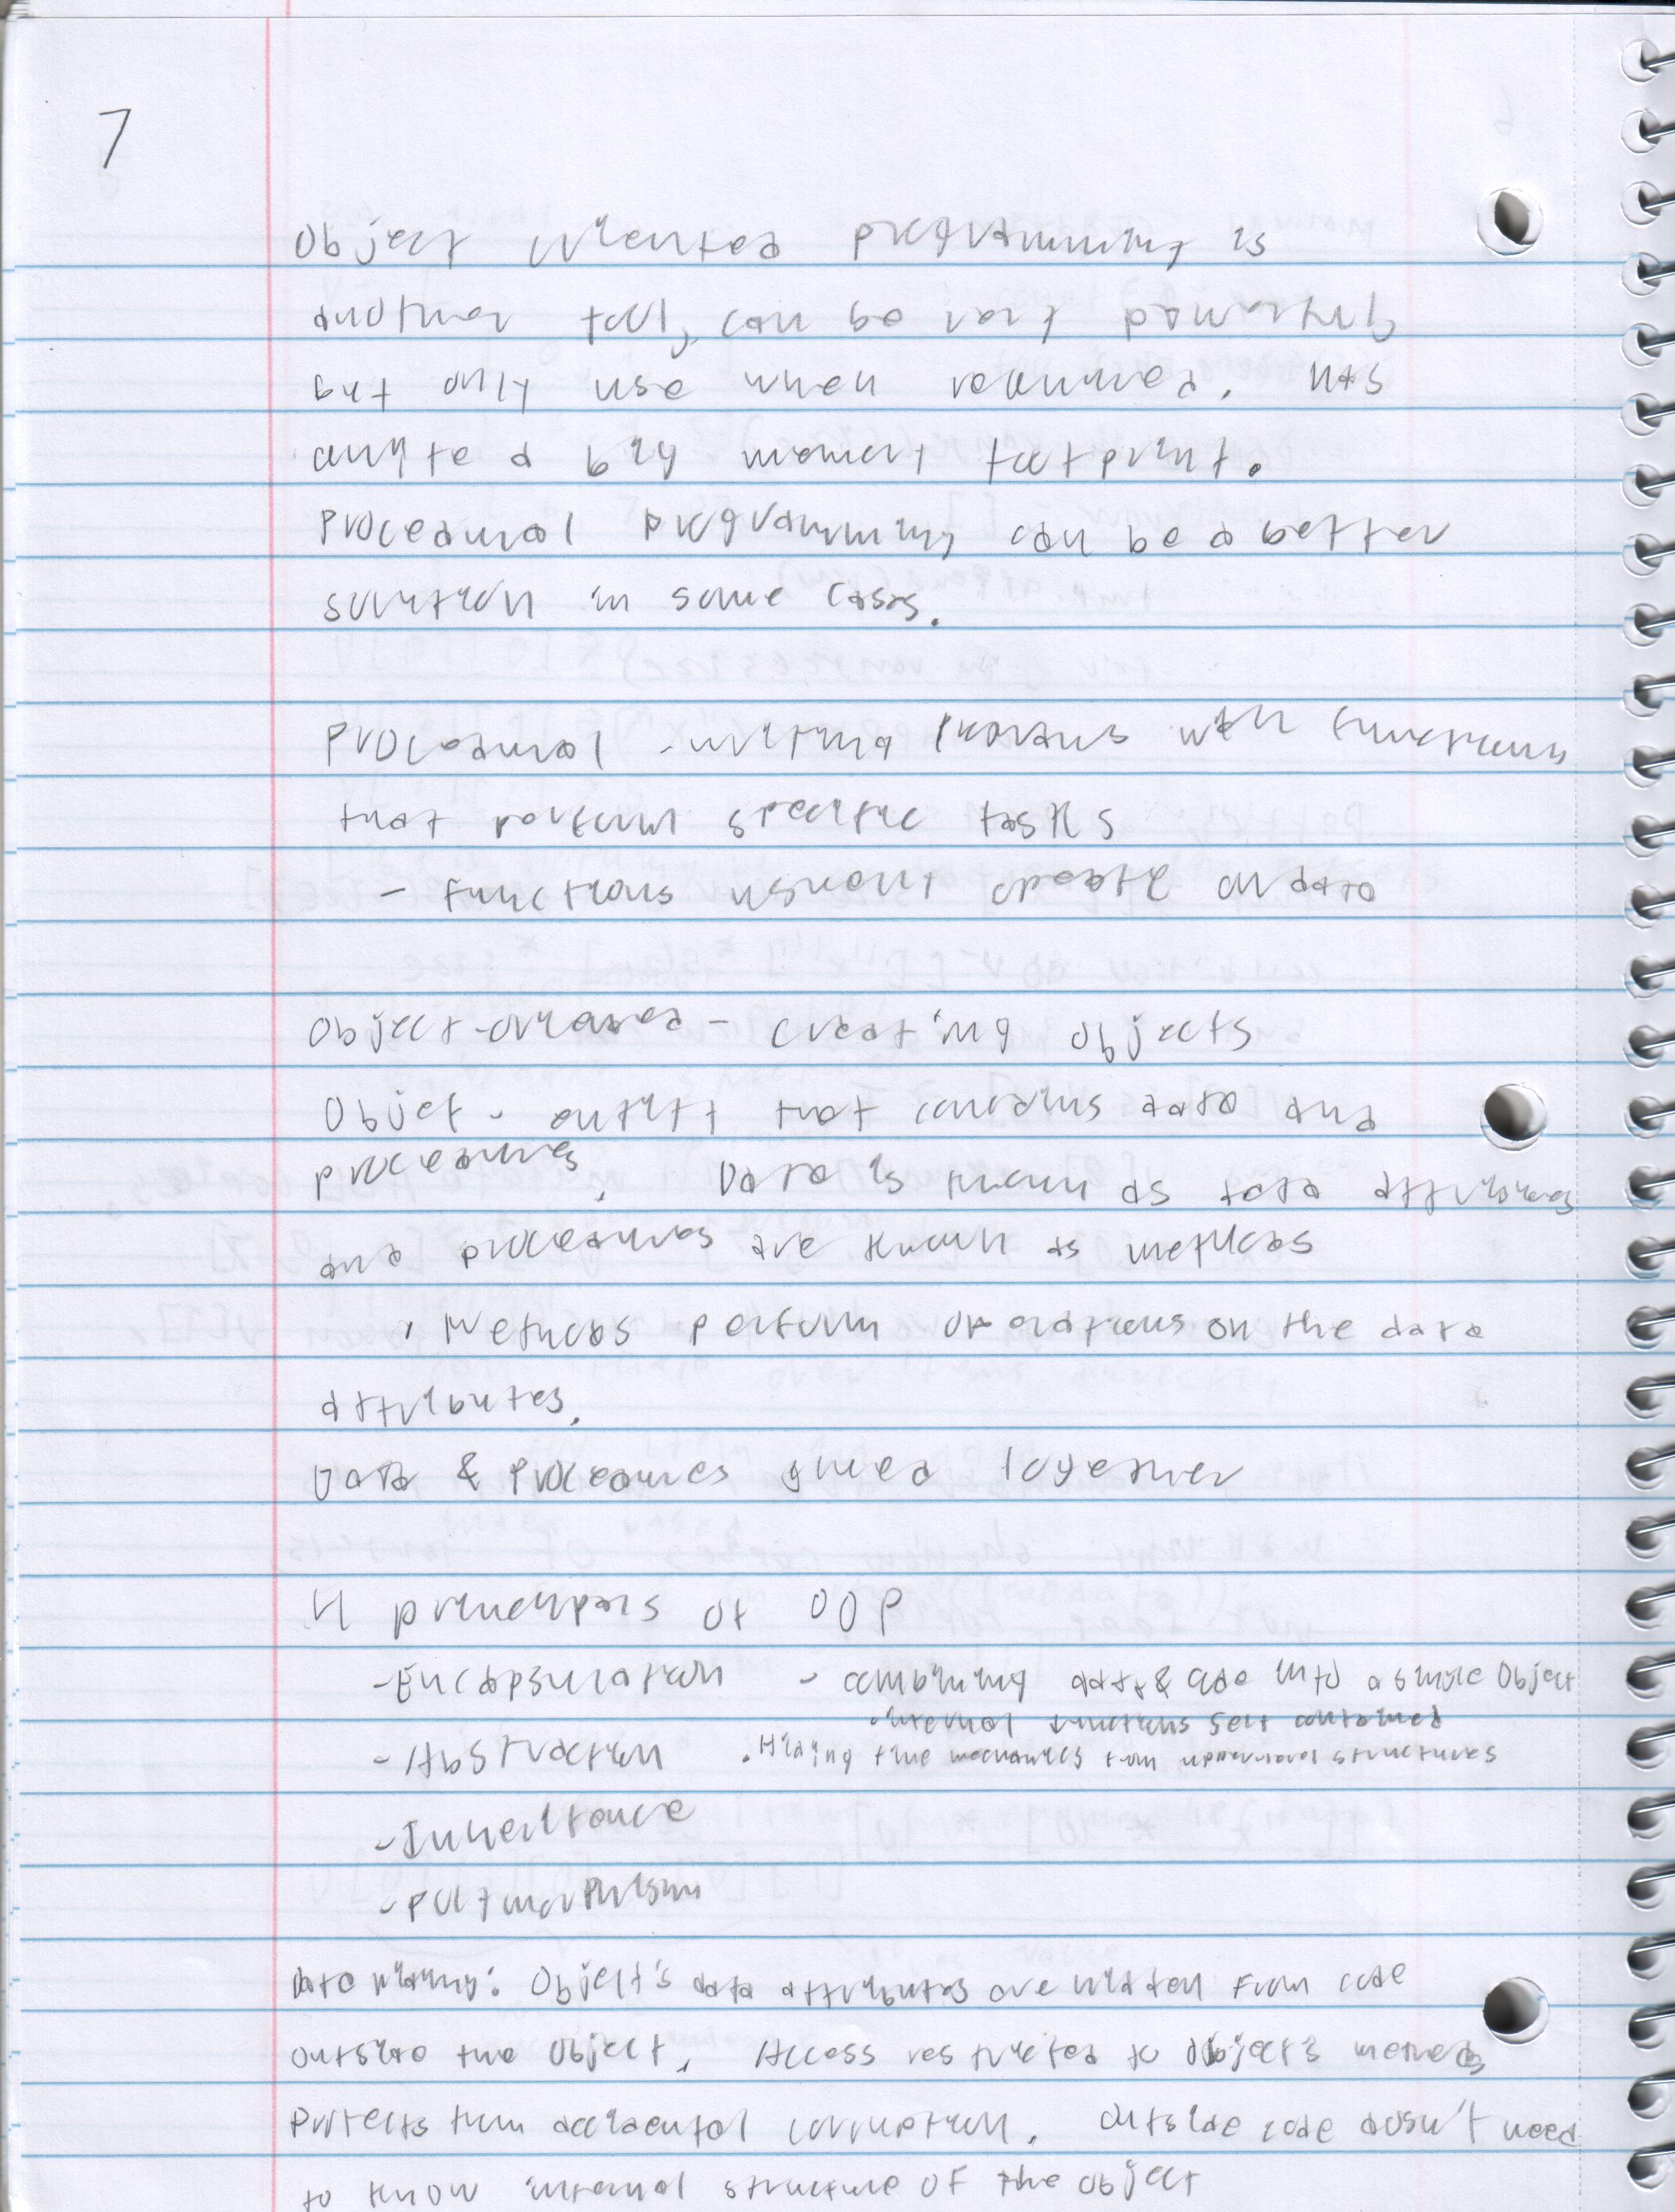 7
Object oriented programming is
another tool, can be very powerful
but only use when required. Has
quite a big memory footprint.
Procedural programming can be a better
solution in some cases.
Procedural - writing programs with functions
that perform specific tasks
- functions usually operate on data
Object-oriented - creating objects
Objet - entity that contains data and
procedures. Data is known as data attributes
and procedures are known as methods
· Methods perform operations on the data
attributes.
Data & Procedures glued together
4 principals of OOP
- Encapsulation - combining data & code into a single Object
· internal functions self contained
- Abstraction · Hiding the mechanics from structures
- Inheritance
- Polymorphism
Data hiding: Object's data attributes are hidden from code
outside the object. Access restricted to object's methods
Protects from accidental corruption. Outside code doesn't need
to know internal structure of the object